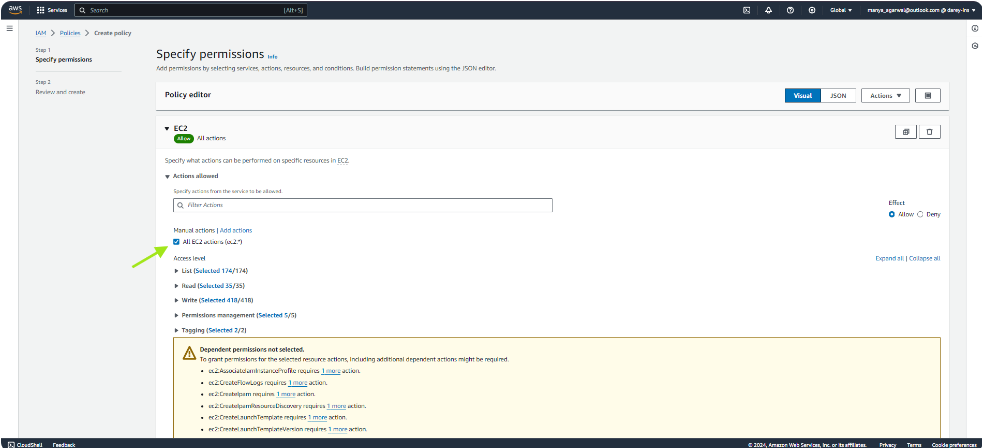 aws
Services
Search
[Alt+S]
Global
manya_agarwal@outlook.com @ darey-ins
IAM > Policies > Create policy
Step 1
Specify permissions
Step 2
Review and create
Specify permissions Info
Add permissions by selecting services, actions, resources, and conditions. Build permission statements using the JSON editor.
Policy editor
Visual
JSON
Actions
EC2
Allow All actions
Specify what actions can be performed on specific resources in EC2.
Actions allowed
Specify actions from the service to be allowed.
Filter Actions
Effect
Allow Deny
Manual actions | Add actions
All EC2 actions (ec2:*)
Access level
Expand all | Collapse all
List (Selected 174/174)
Read (Selected 35/35)
Write (Selected 418/418)
Permissions management (Selected 5/5)
Tagging (Selected 2/2)
Dependent permissions not selected.
To grant permissions for the selected resource actions, including additional dependent actions might be required.
• ec2:AssociateIamInstanceProfile requires 1 more action.
• ec2:CreateFlowLogs requires 1 more action.
• ec2:CreateIpam requires 1 more action.
• ec2:CreateIpamResourceDiscovery requires 1 more action.
• ec2:CreateLaunchTemplate requires 1 more action.
• ec2:CreateLaunchTemplateVersion requires 1 more action.
CloudShell Feedback
© 2024, Amazon Web Services, Inc. or its affiliates. Privacy Terms Cookie preferences